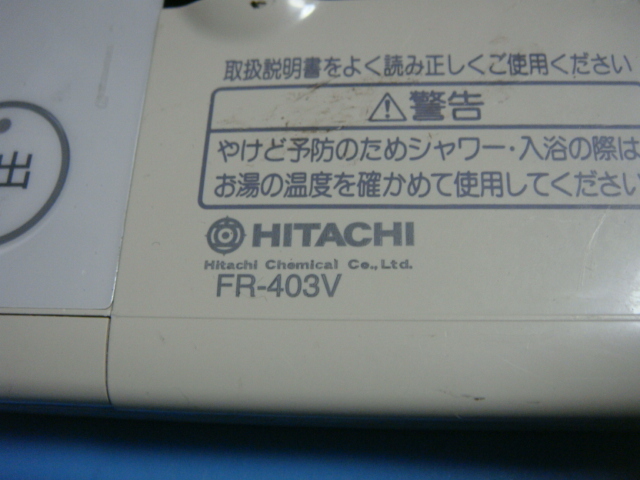 取扱説明書をよく読み正しくご使用ください
⚠警告
やけど予防のためシャワー・入浴の際は
お湯の温度を確かめて使用してください
出
HITACHI
Hitachi Chemical Co., Ltd.
FR-403V